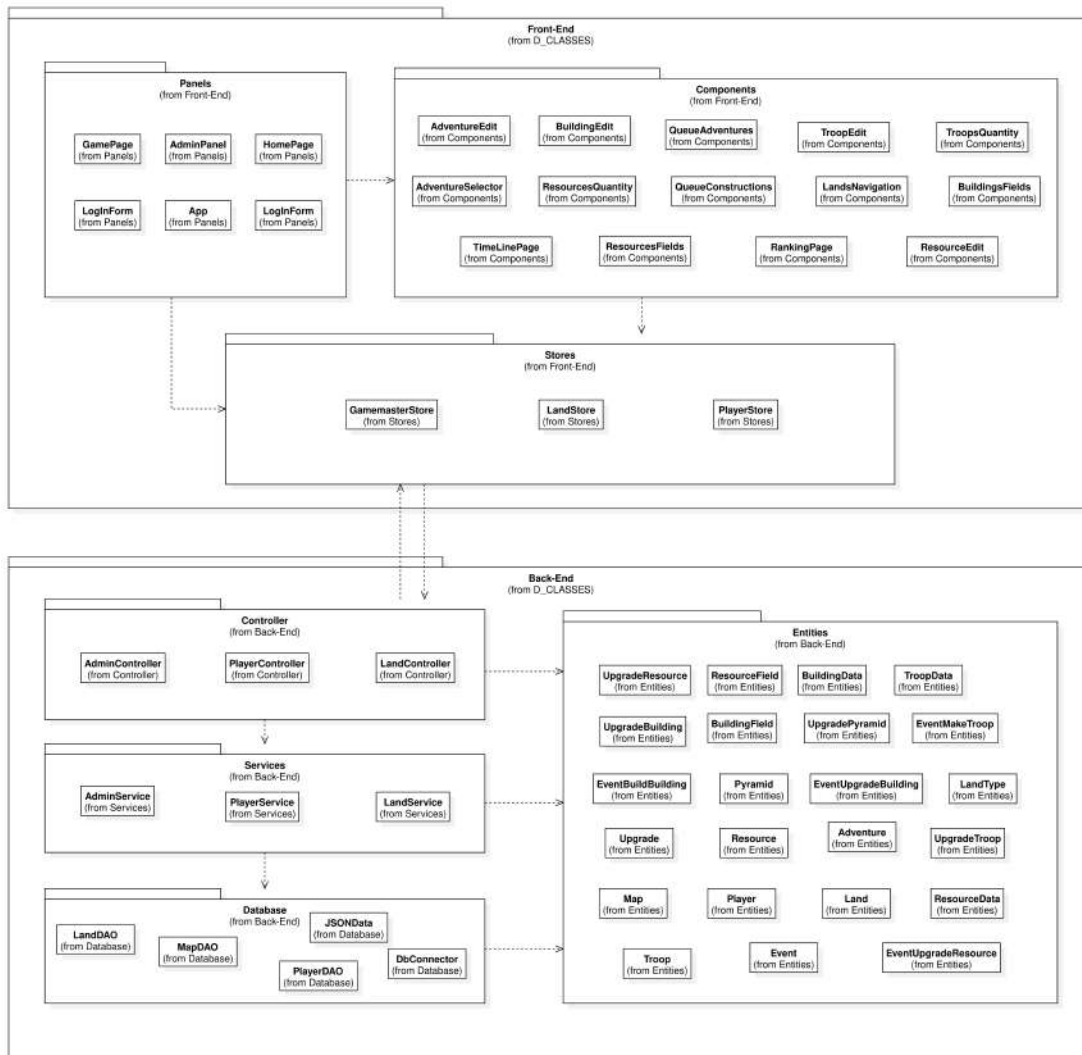 Front-End
(from D_CLASSES)
Panels
(from Front-End)
GamePage
(from Panels)
AdminPanel
(from Panels)
HomePage
(from Panels)
LogInForm
(from Panels)
App
(from Panels)
LogInForm
(from Panels)
Components
(from Front-End)
AdventureEdit
(from Components)
BuildingEdit
(from Components)
QueueAdventures
(from Components)
TroopEdit
(from Components)
TroopsQuantity
(from Components)
AdventureSelector
(from Components)
ResourcesQuantity
(from Components)
QueueConstructions
(from Components)
LandsNavigation
(from Components)
BuildingsFields
(from Components)
TimeLinePage
(from Components)
ResourcesFields
(from Components)
RankingPage
(from Components)
ResourceEdit
(from Components)
Stores
(from Front-End)
GamemasterStore
(from Stores)
LandStore
(from Stores)
PlayerStore
(from Stores)
Back-End
(from D_CLASSES)
Controller
(from Back-End)
AdminController
(from Controller)
PlayerController
(from Controller)
LandController
(from Controller)
Services
(from Back-End)
AdminService
(from Services)
PlayerService
(from Services)
LandService
(from Services)
Database
(from Back-End)
LandDAO
(from Database)
MapDAO
(from Database)
JSONData
(from Database)
PlayerDAO
(from Database)
DbConnector
(from Database)
Entities
(from Back-End)
UpgradeResource
(from Entities)
ResourceField
(from Entities)
BuildingData
(from Entities)
TroopData
(from Entities)
UpgradeBuilding
(from Entities)
BuildingField
(from Entities)
UpgradePyramid
(from Entities)
EventMakeTroop
(from Entities)
EventBuildBuilding
(from Entities)
Pyramid
(from Entities)
EventUpgradeBuilding
(from Entities)
LandType
(from Entities)
Upgrade
(from Entities)
Resource
(from Entities)
Adventure
(from Entities)
UpgradeTroop
(from Entities)
Map
(from Entities)
Player
(from Entities)
Land
(from Entities)
ResourceData
(from Entities)
Troop
(from Entities)
Event
(from Entities)
EventUpgradeResource
(from Entities)